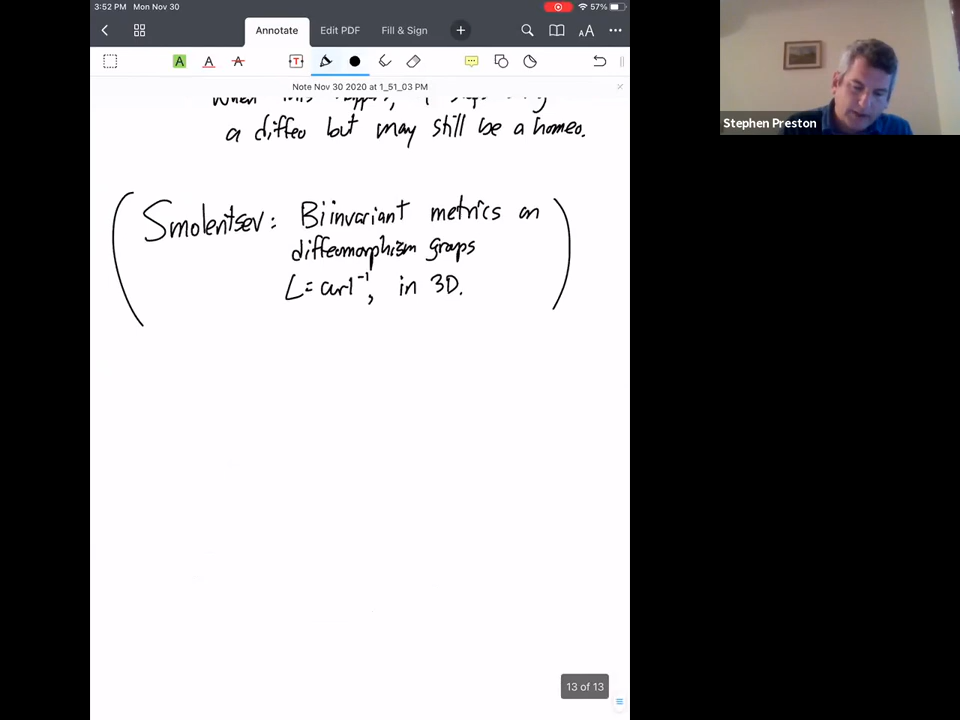 3:52 PM Mon Nov 30
57%
Annotate
Edit PDF
Fill & Sign
Note Nov 30 2020 at 1_51_03 PM
a diffeo but may still be a homeo.
Smolentsev: Biinvariant metrics on
diffeomorphism groups
L = curl⁻¹, in 3D.
13 of 13
Stephen Preston